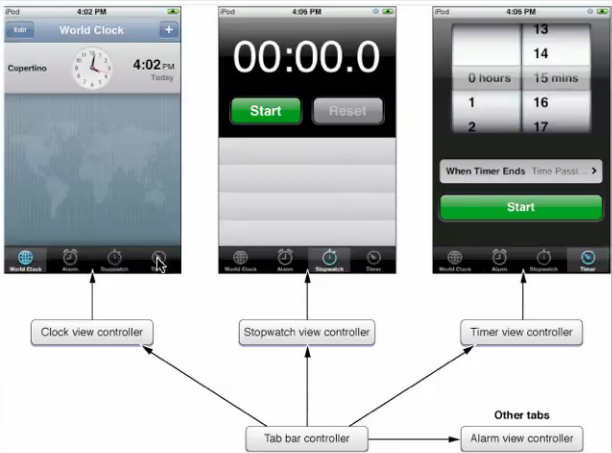 iPod 4:02 PM
Edit World Clock +
Cupertino 4:02 PM
Today
World Clock Alarm Stopwatch
iPod 4:06 PM
00:00.0
Start Reset
World Clock Alarm Stopwatch Timer
iPod 4:05 PM
13
14
0 hours 15 mins
1 16
2 17
When Timer Ends Time Passi... >
Start
World Clock Alarm Stopwatch Timer
Clock view controller
Stopwatch view controller
Timer view controller
Other tabs
Tab bar controller
Alarm view controller